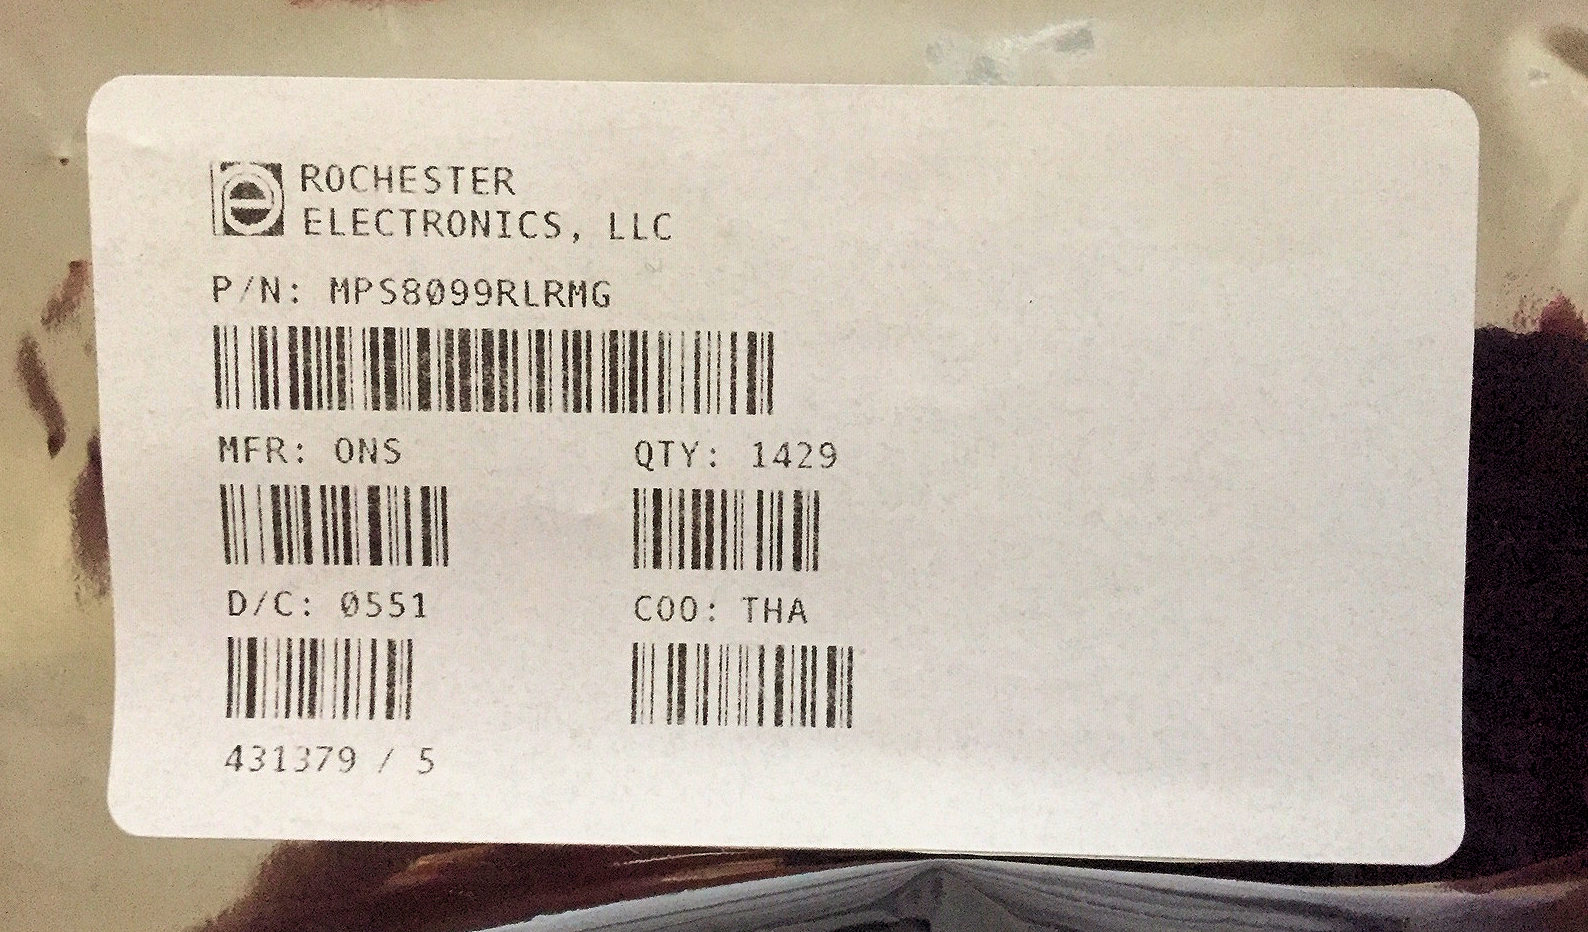 ROCHESTER
ELECTRONICS, LLC
P/N: MPS8099RLRMG
MFR: ONS QTY: 1429
D/C: 0551 COO: THA
431379 / 5